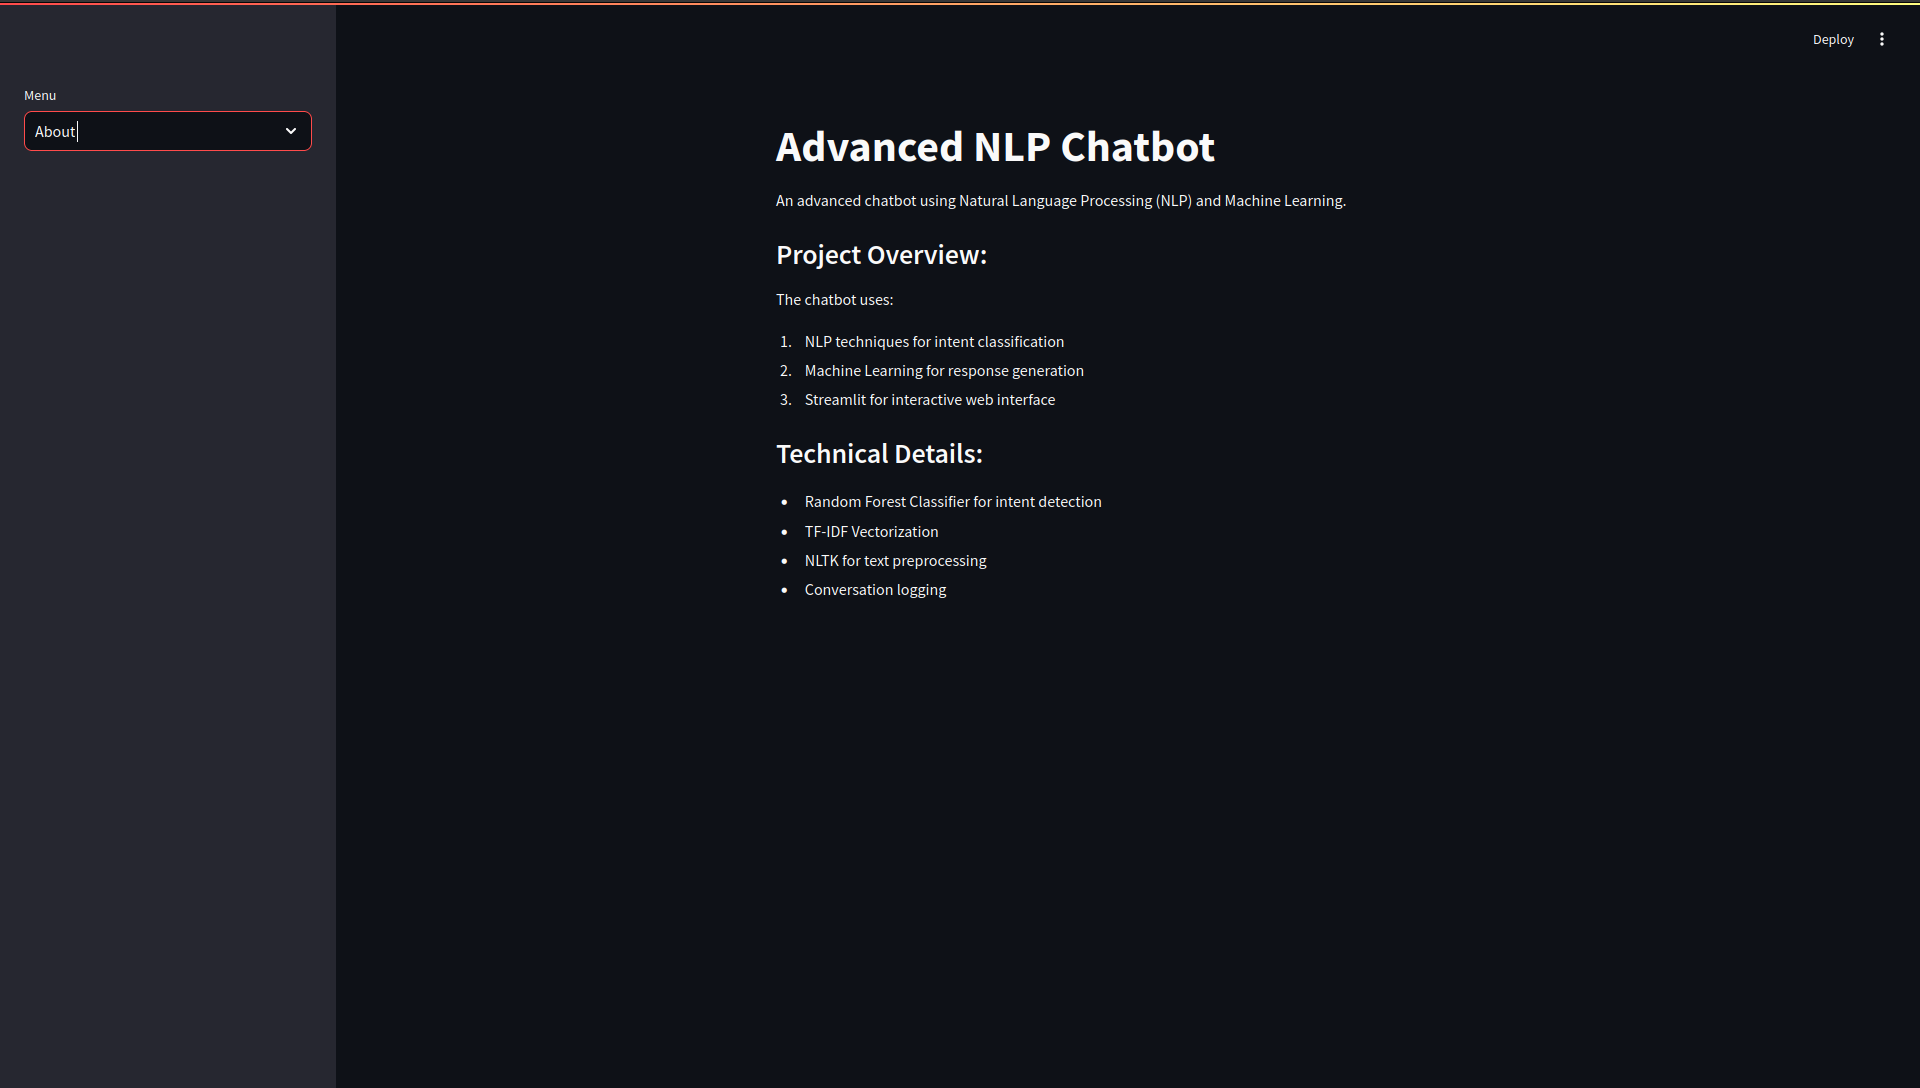 Deploy
Menu
About
Advanced NLP Chatbot
An advanced chatbot using Natural Language Processing (NLP) and Machine Learning.
Project Overview:
The chatbot uses:
1. NLP techniques for intent classification
2. Machine Learning for response generation
3. Streamlit for interactive web interface
Technical Details:
• Random Forest Classifier for intent detection
• TF-IDF Vectorization
• NLTK for text preprocessing
• Conversation logging